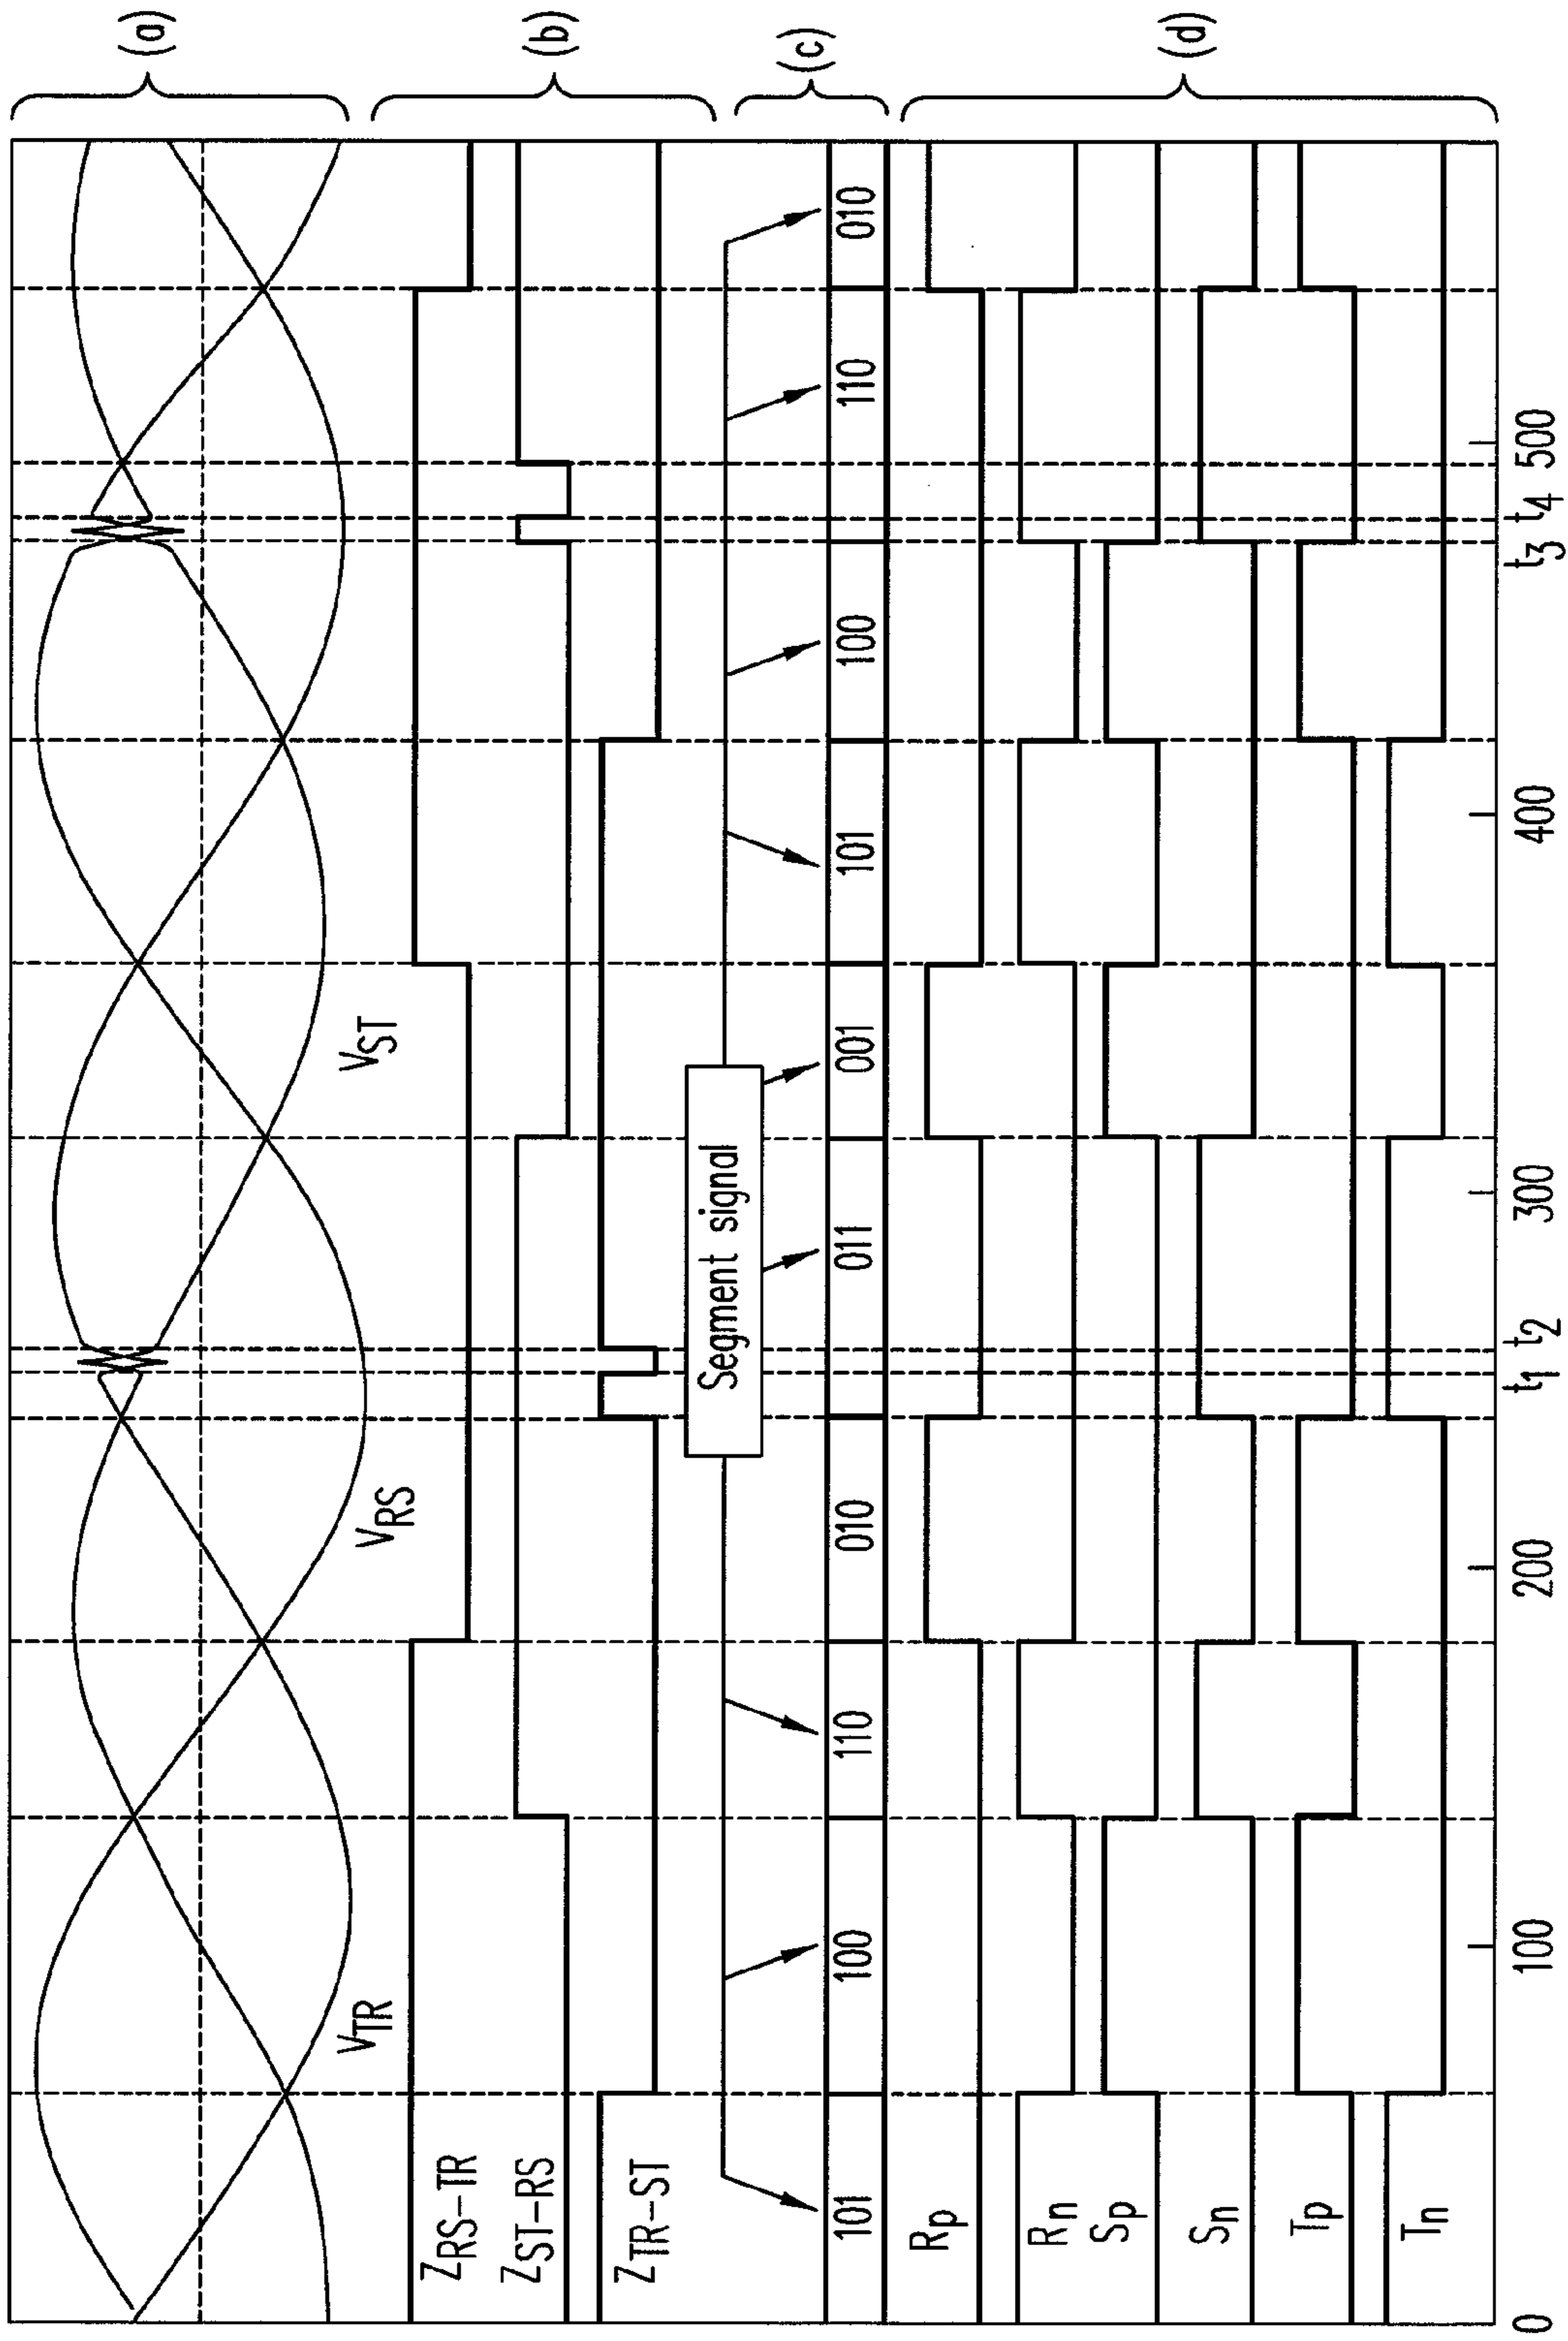 (a)
V_TR
V_RS
V_ST
(b)
Z_RS-TR
Z_ST-RS
Z_TR-ST
Segment signal
(c)
101 100 110 010 011 001 101 100 110 010
(d)
R_p
R_n
S_p
S_n
T_p
T_n
0 100 200 t_1 t_2 300 400 t_3 t_4 500